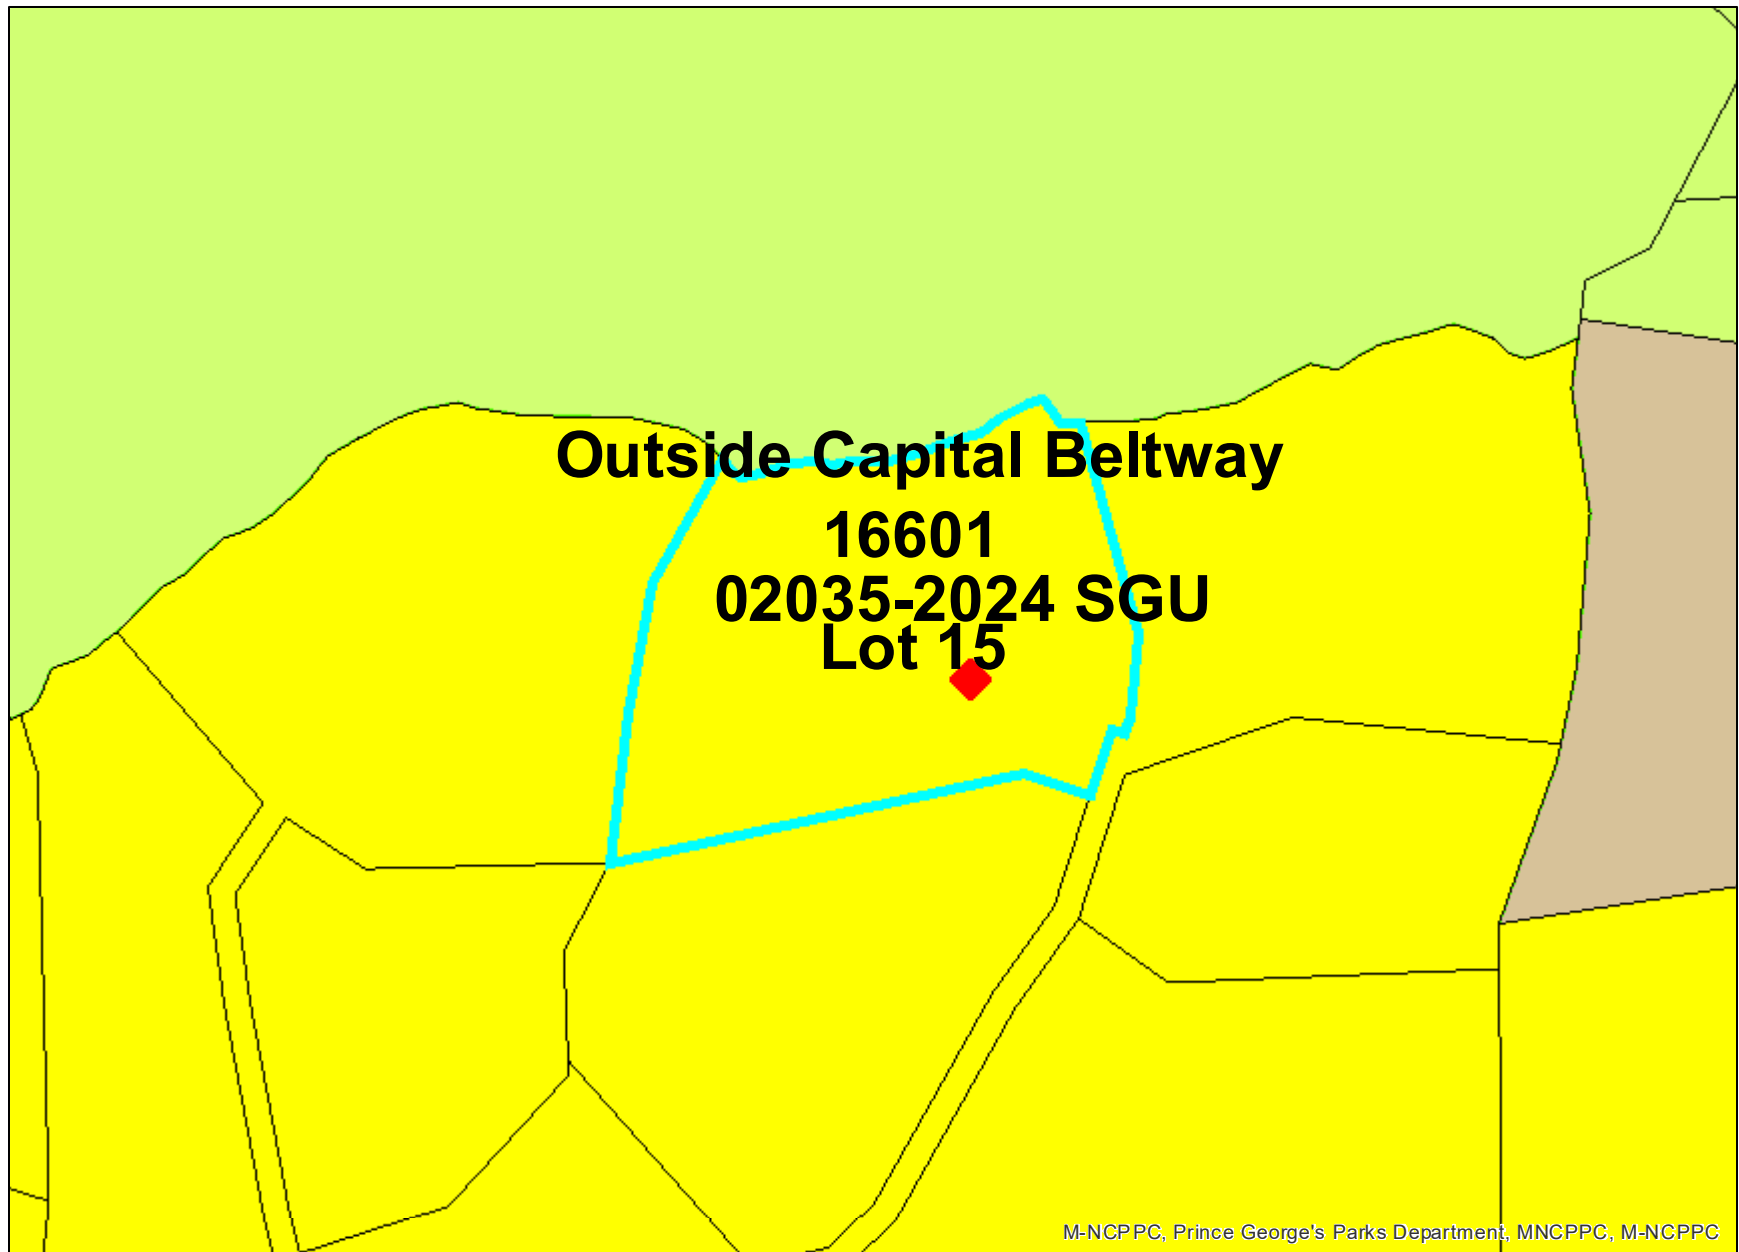 Outside Capital Beltway
16601
02035-2024 SGU
Lot 15
M-NCPPC, Prince George's Parks Department, MNCPPC, M-NCPPC